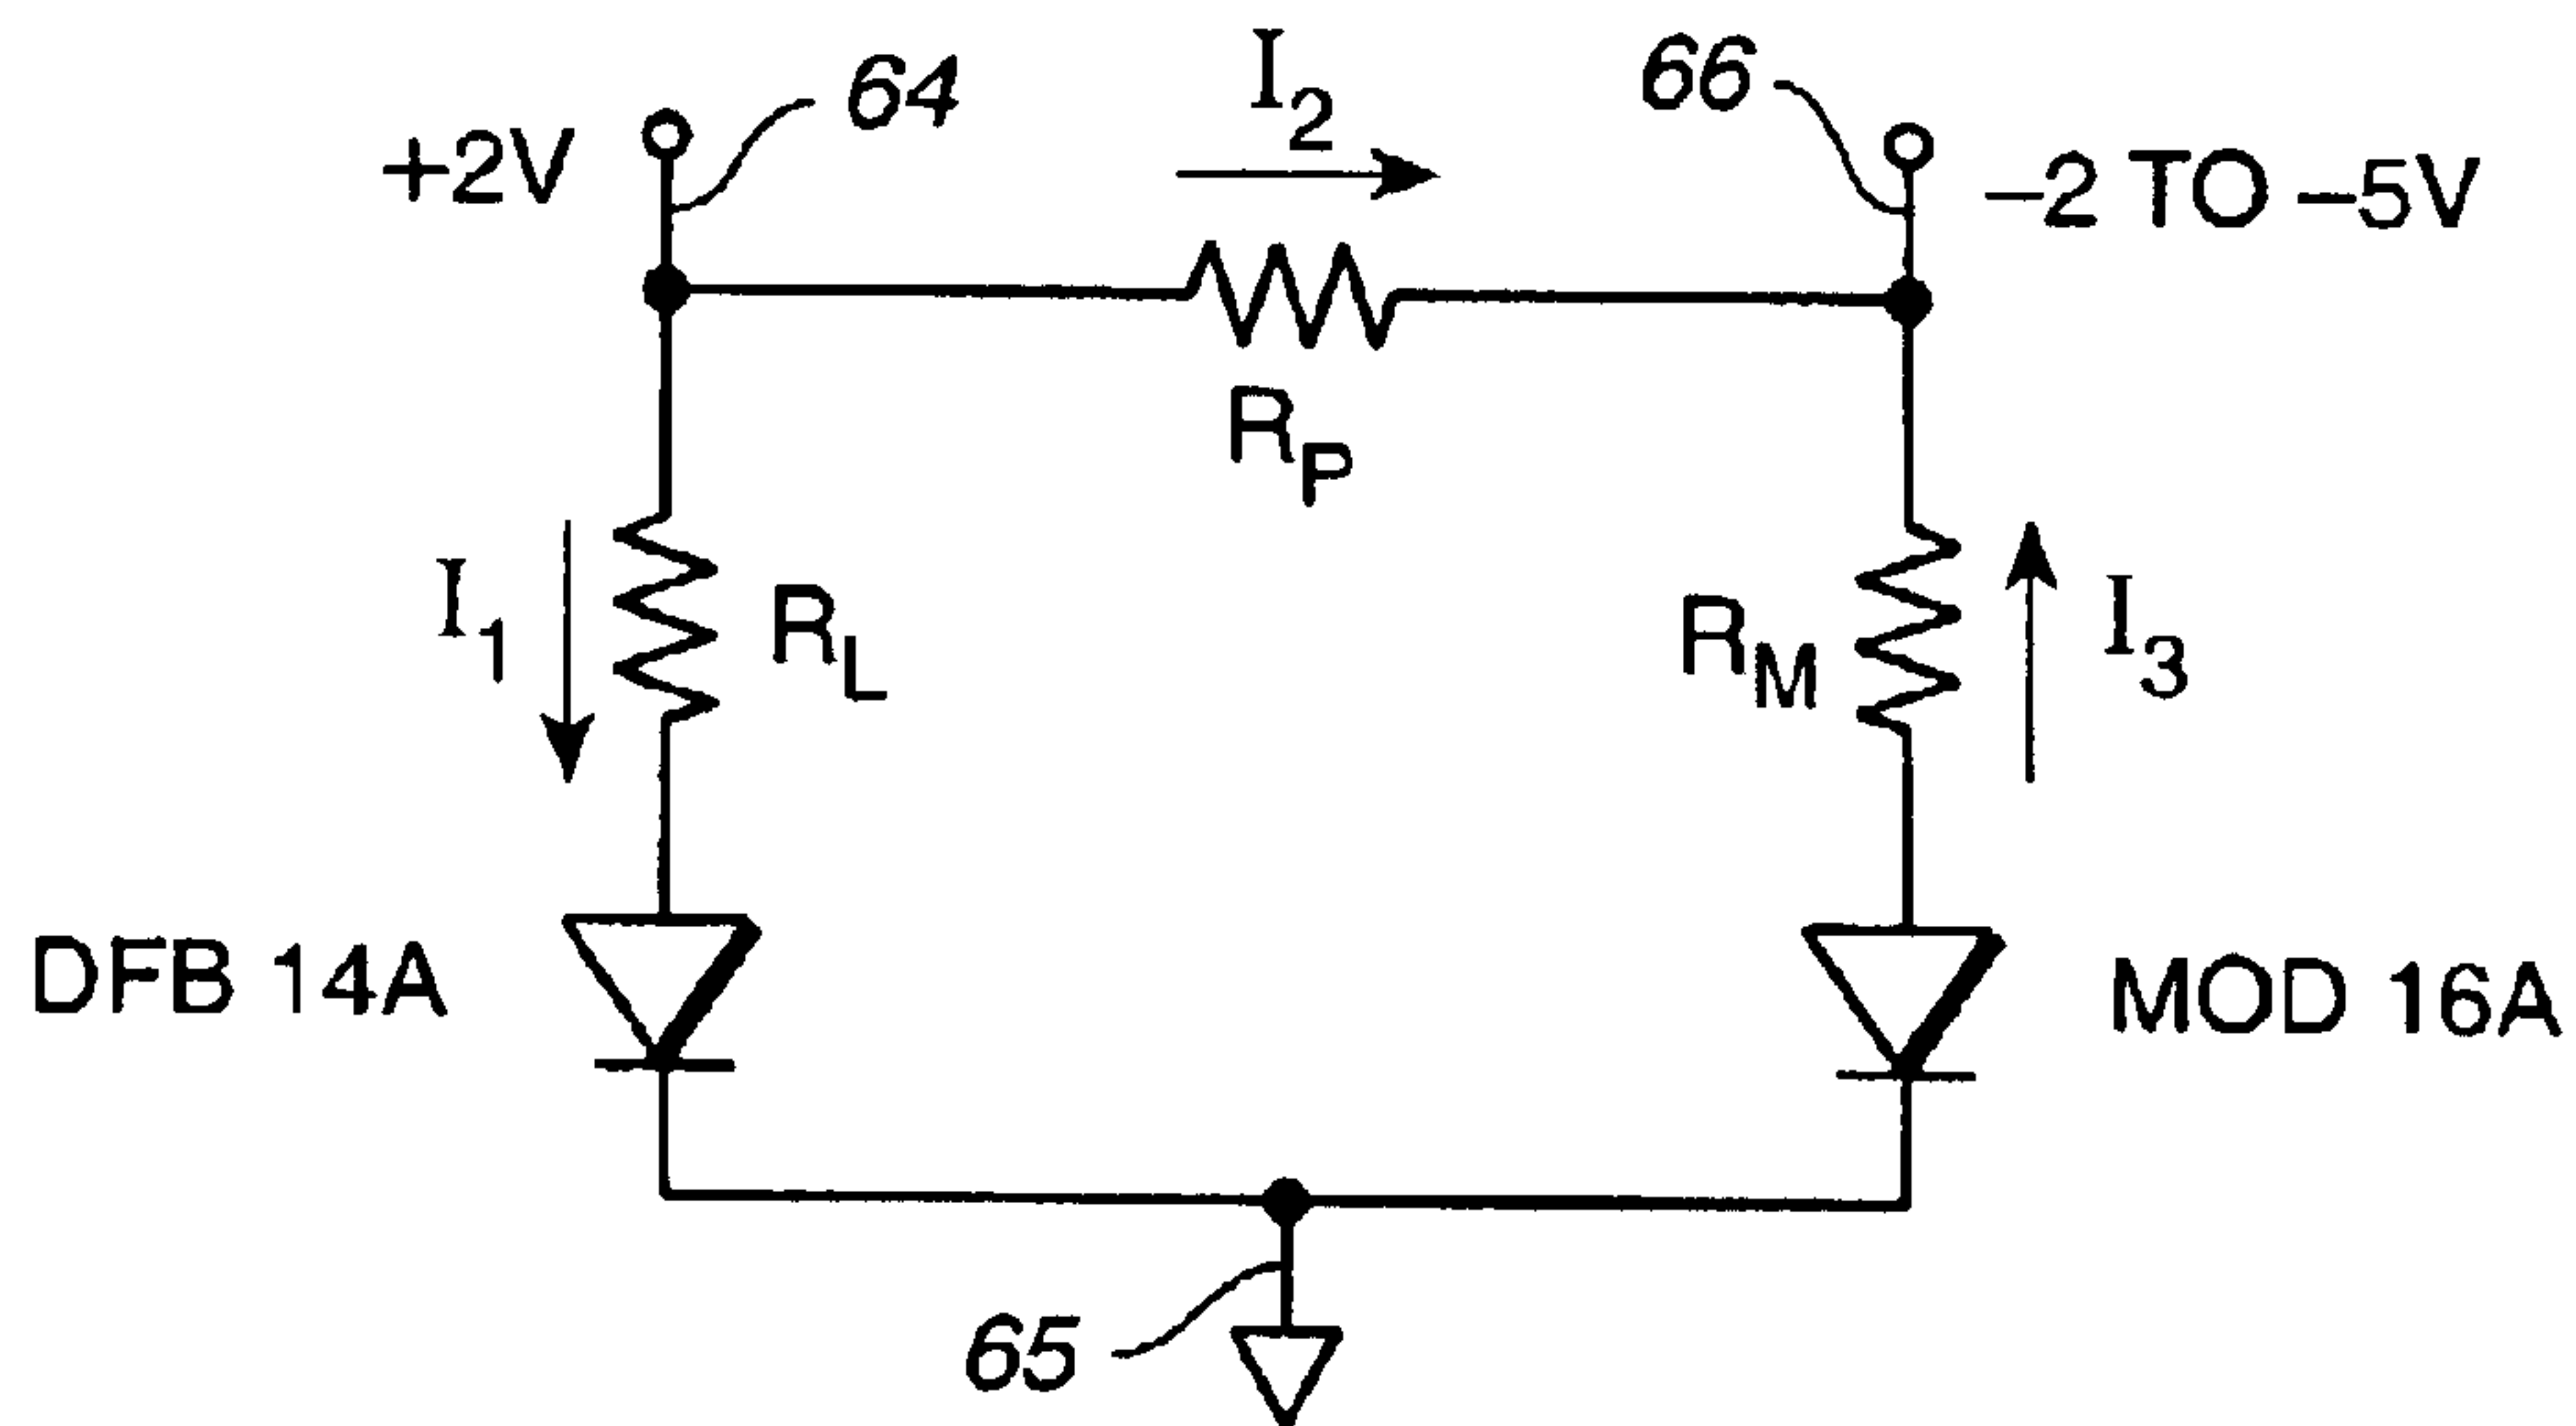 64
I2
66
+2V
–2 TO –5V
RP
I1
RL
RM
I3
DFB 14A
MOD 16A
65